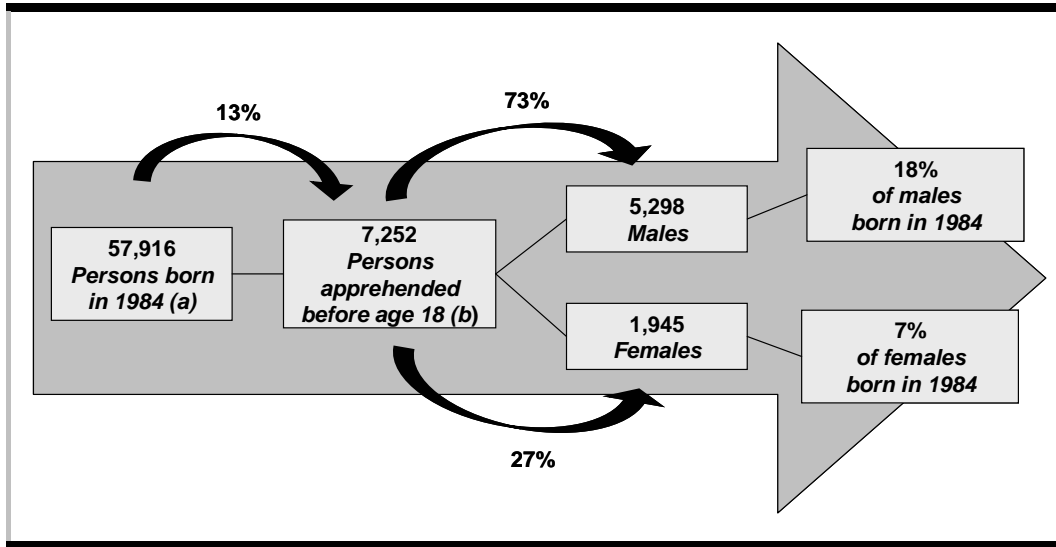 13%
73%
57,916
Persons born
in 1984 (a)
7,252
Persons
apprehended
before age 18 (b)
5,298
Males
18%
of males
born in 1984
1,945
Females
7%
of females
born in 1984
27%